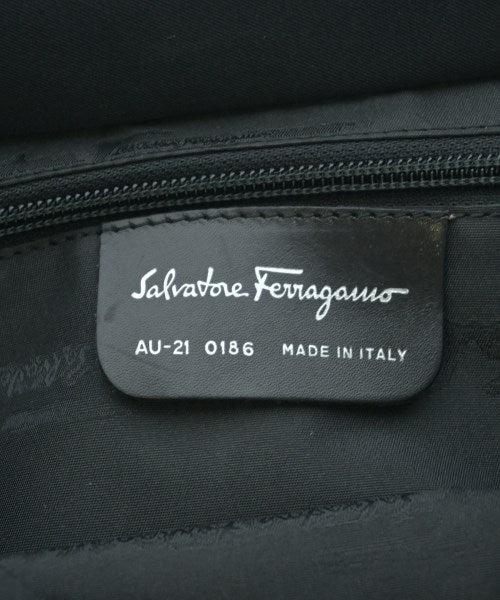 Salvatore Ferragamo
AU-21 0186 MADE IN ITALY